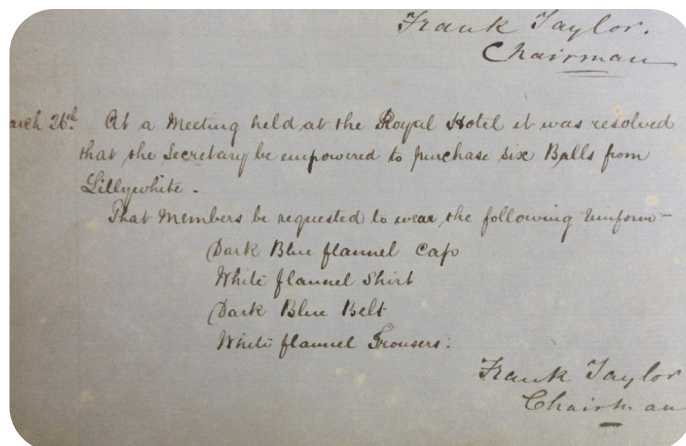 Frank Taylor.
Chairman
arch 26th. At a Meeting held at the Royal Hotel it was resolved
that the Secretary be empowered to purchase six Balls from
Lillywhite -
That Members be requested to wear the following Uniform -
Dark Blue flannel Cap
White flannel Shirt
Dark Blue Belt
White flannel Trousers.
Frank Taylor
Chairman